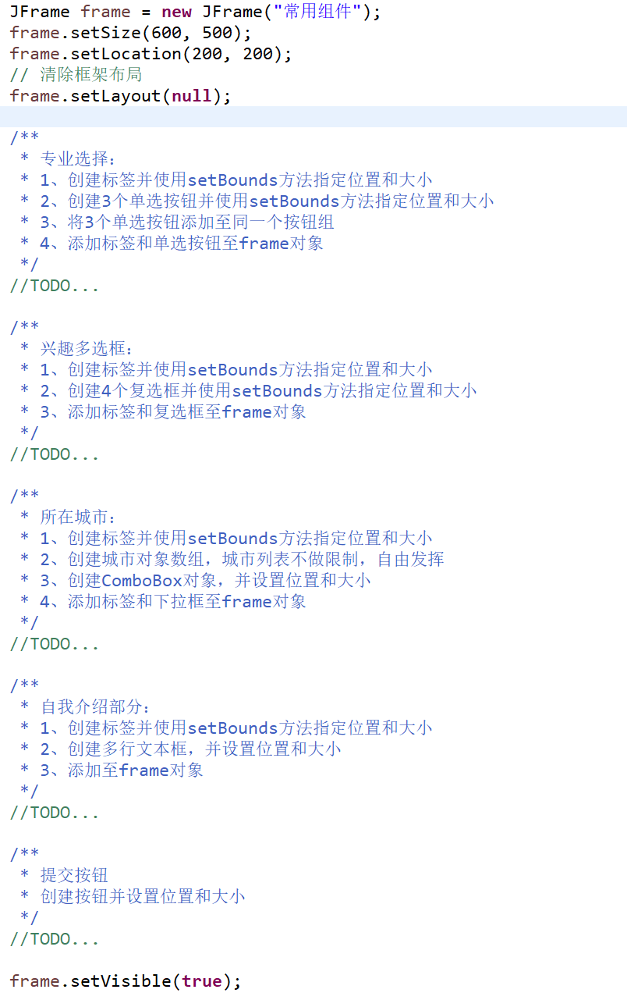 JFrame frame = new JFrame("常用组件");
frame.setSize(600, 500);
frame.setLocation(200, 200);
// 清除框架布局
frame.setLayout(null);
/**
* 专业选择：
* 1、创建标签并使用setBounds方法指定位置和大小
* 2、创建3个单选按钮并使用setBounds方法指定位置和大小
* 3、将3个单选按钮添加至同一个按钮组
* 4、添加标签和单选按钮至frame对象
*/
//TODO...
/**
* 兴趣多选框：
* 1、创建标签并使用setBounds方法指定位置和大小
* 2、创建4个复选框并使用setBounds方法指定位置和大小
* 3、添加标签和复选框至frame对象
*/
//TODO...
/**
* 所在城市：
* 1、创建标签并使用setBounds方法指定位置和大小
* 2、创建城市对象数组，城市列表不做限制，自由发挥
* 3、创建ComboBox对象，并设置位置和大小
* 4、添加标签和下拉框至frame对象
*/
//TODO...
/**
* 自我介绍部分：
* 1、创建标签并使用setBounds方法指定位置和大小
* 2、创建多行文本框，并设置位置和大小
* 3、添加至frame对象
*/
//TODO...
/**
* 提交按钮
* 创建按钮并设置位置和大小
*/
//TODO...
frame.setVisible(true);